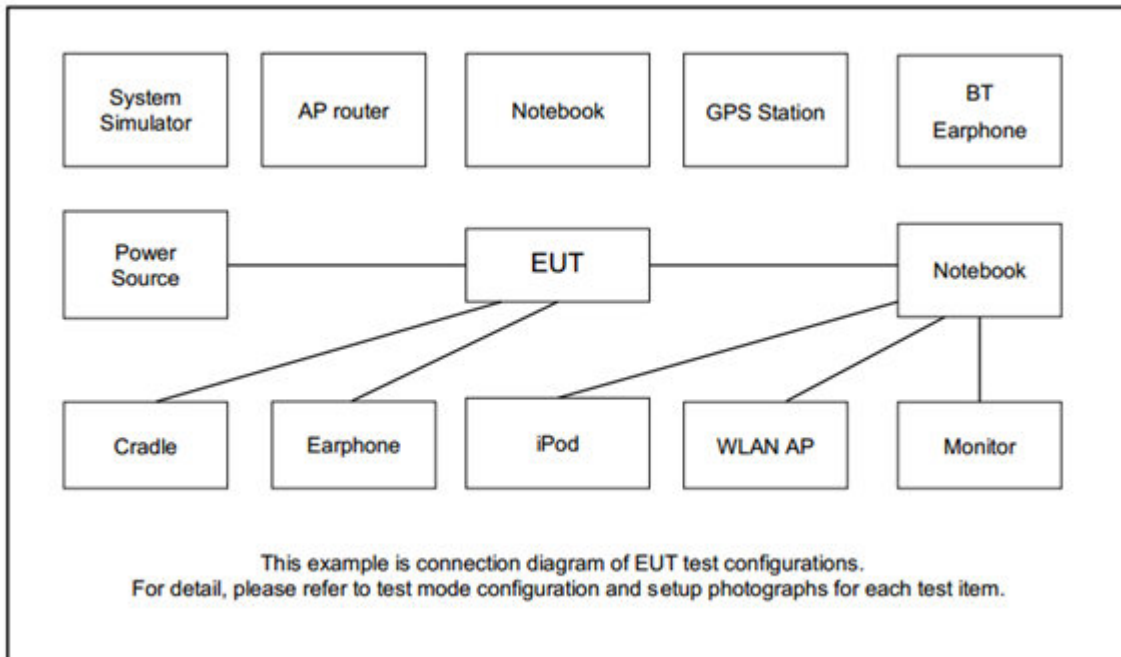 System
Simulator
AP router
Notebook
GPS Station
BT
Earphone
Power
Source
EUT
Notebook
Cradle
Earphone
iPod
WLAN AP
Monitor
This example is connection diagram of EUT test configurations.
For detail, please refer to test mode configuration and setup photographs for each test item.